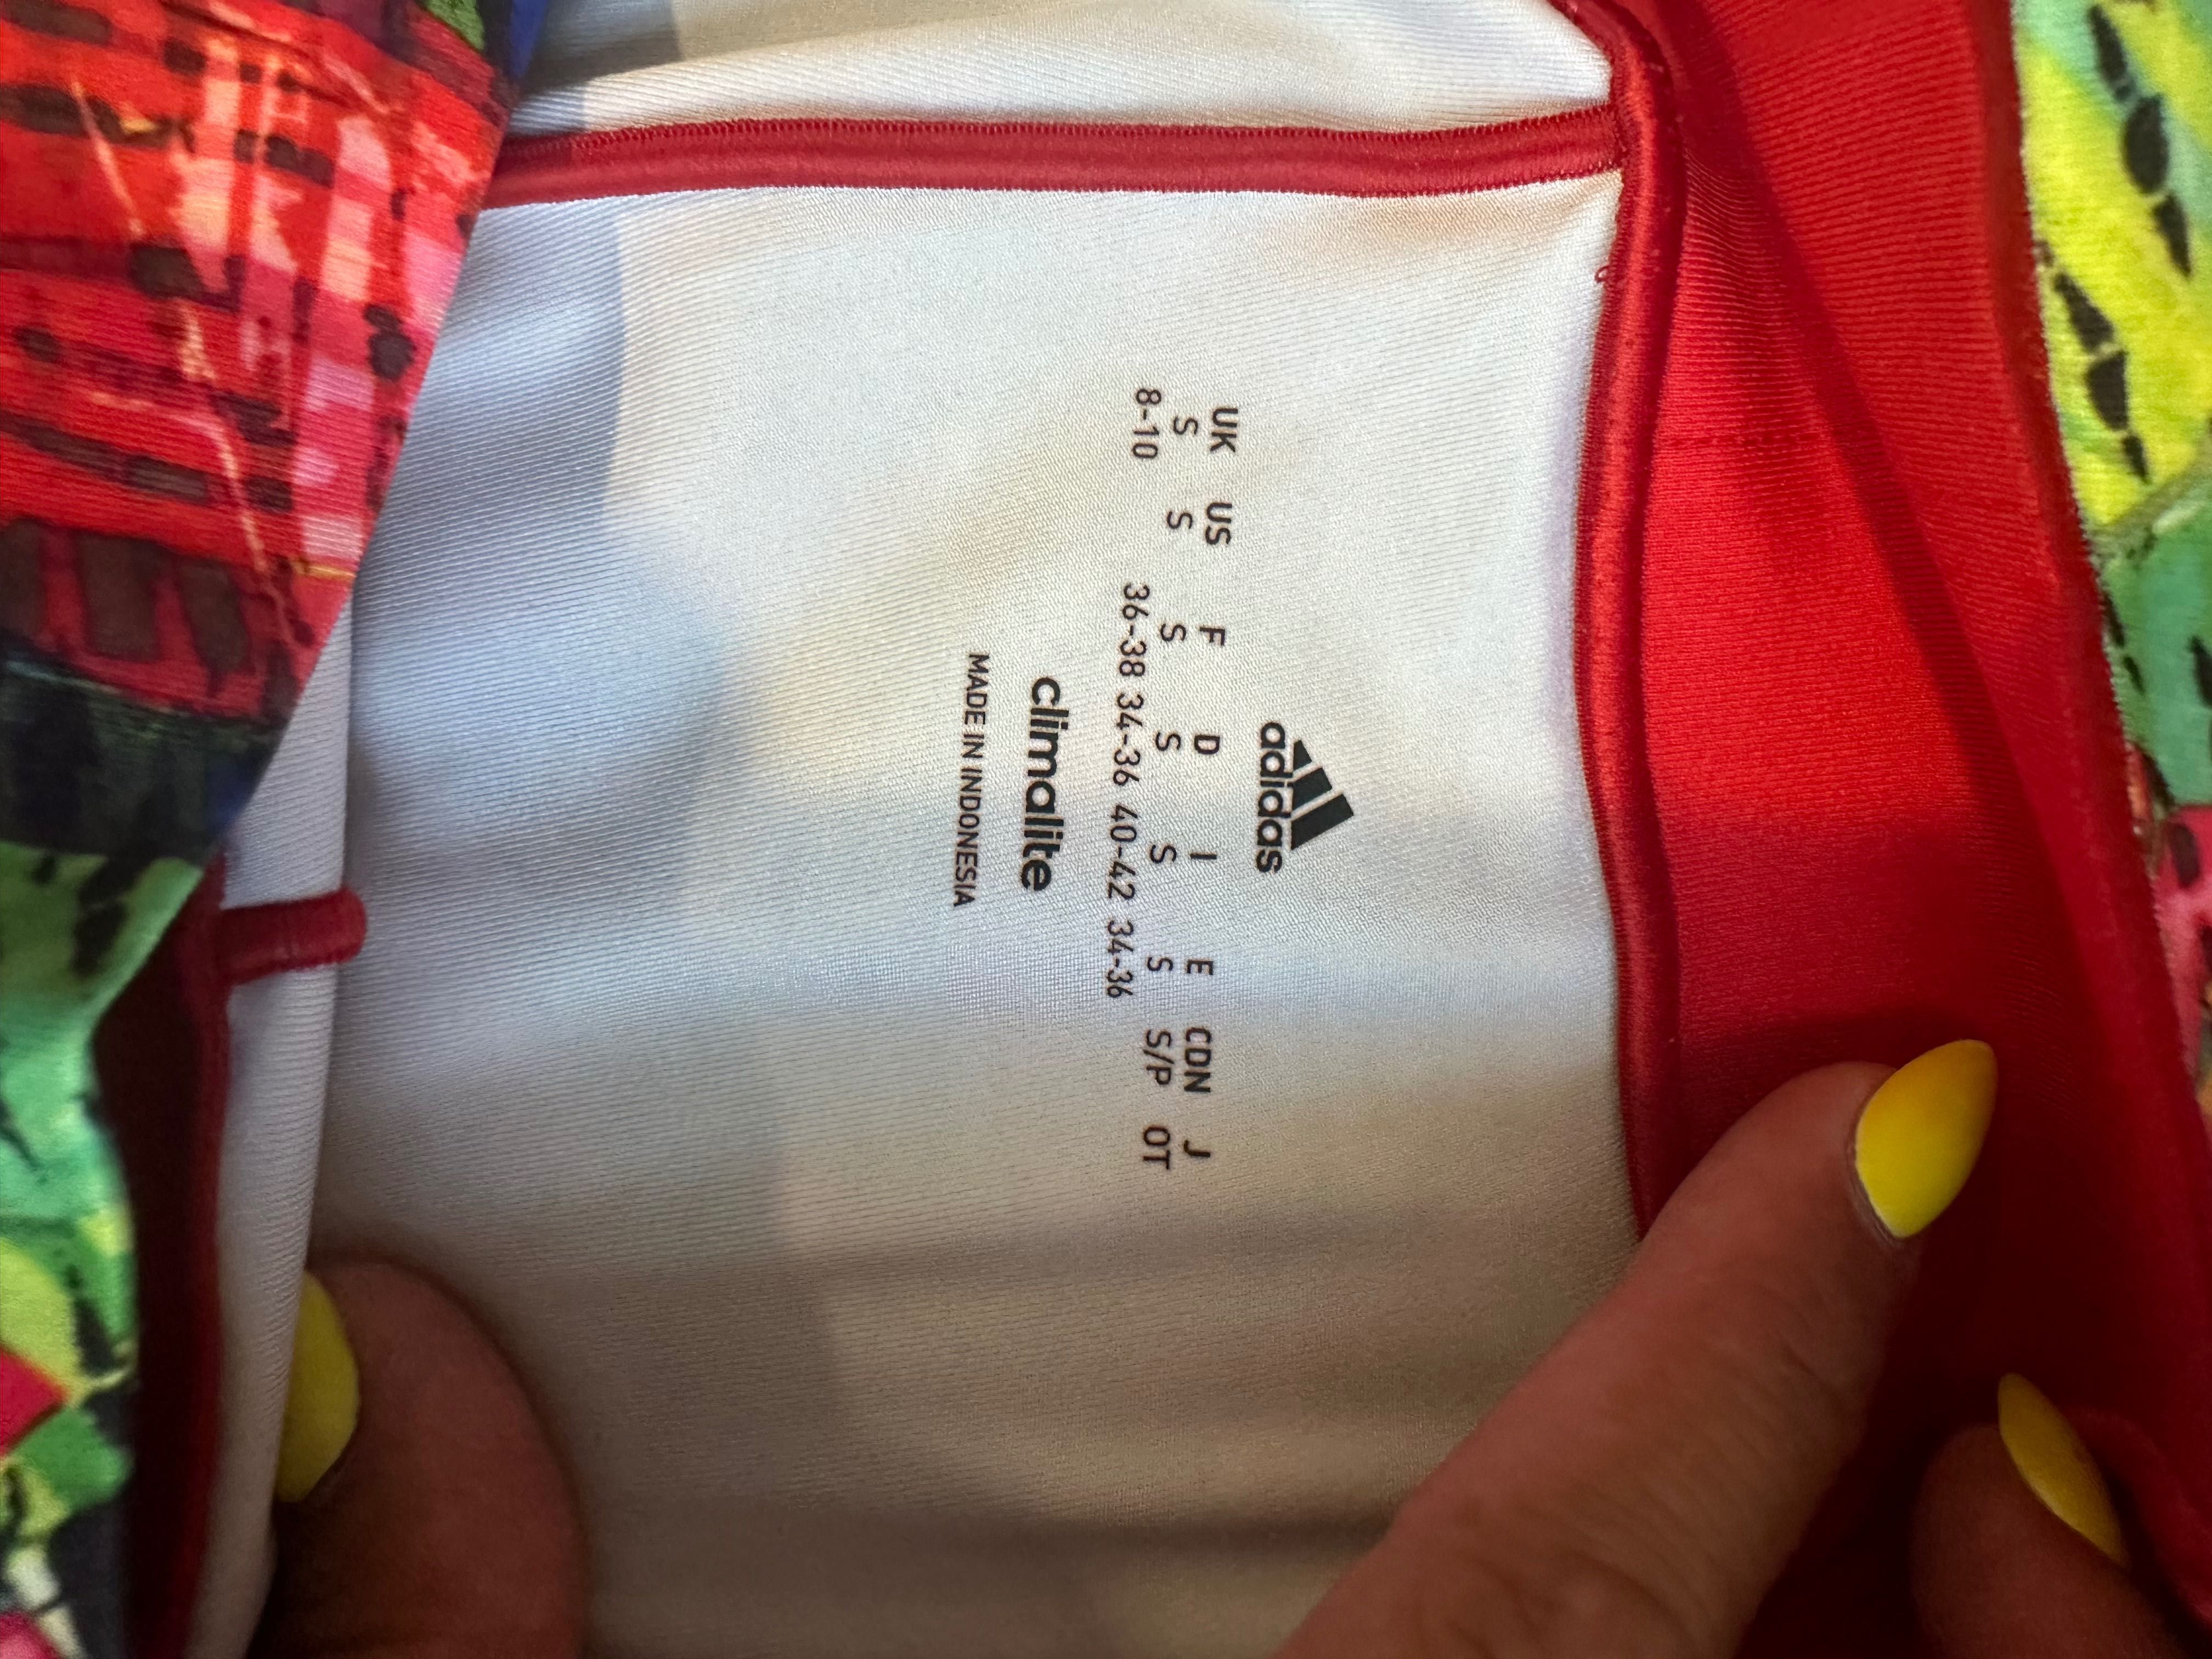 adidas
UK US F D I E CDN J
S S S S S S S/P OT
8-10 36-38 34-36 40-42 34-36
climalite
MADE IN INDONESIA